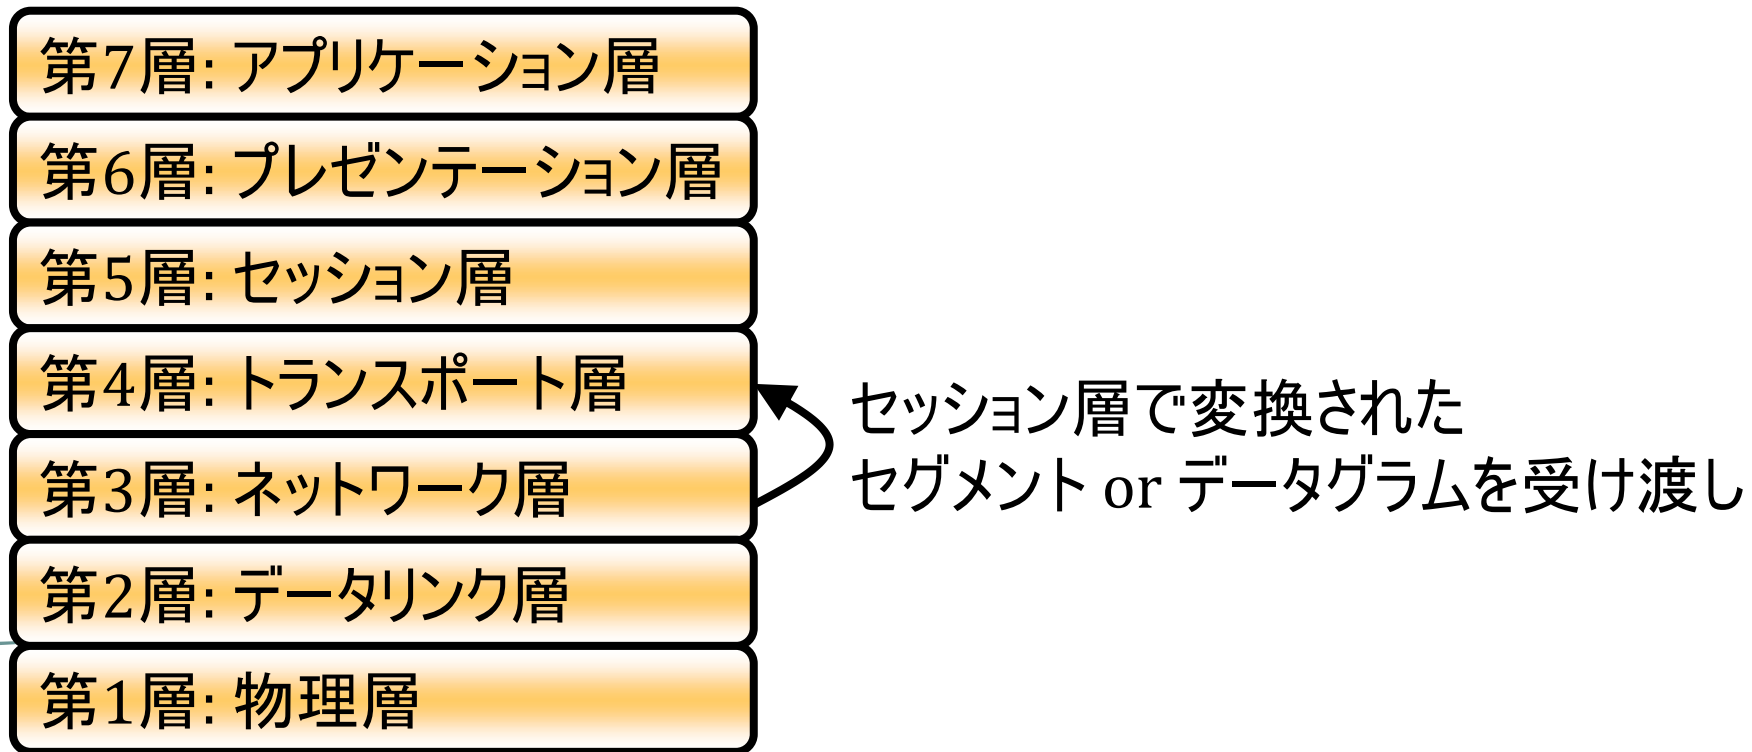 第7層: アプリケーション層
第6層: プレゼンテーション層
第5層: セッション層
第4層: トランスポート層
第3層: ネットワーク層
第2層: データリンク層
第1層: 物理層
セッション層で変換された
セグメント or データグラムを受け渡し